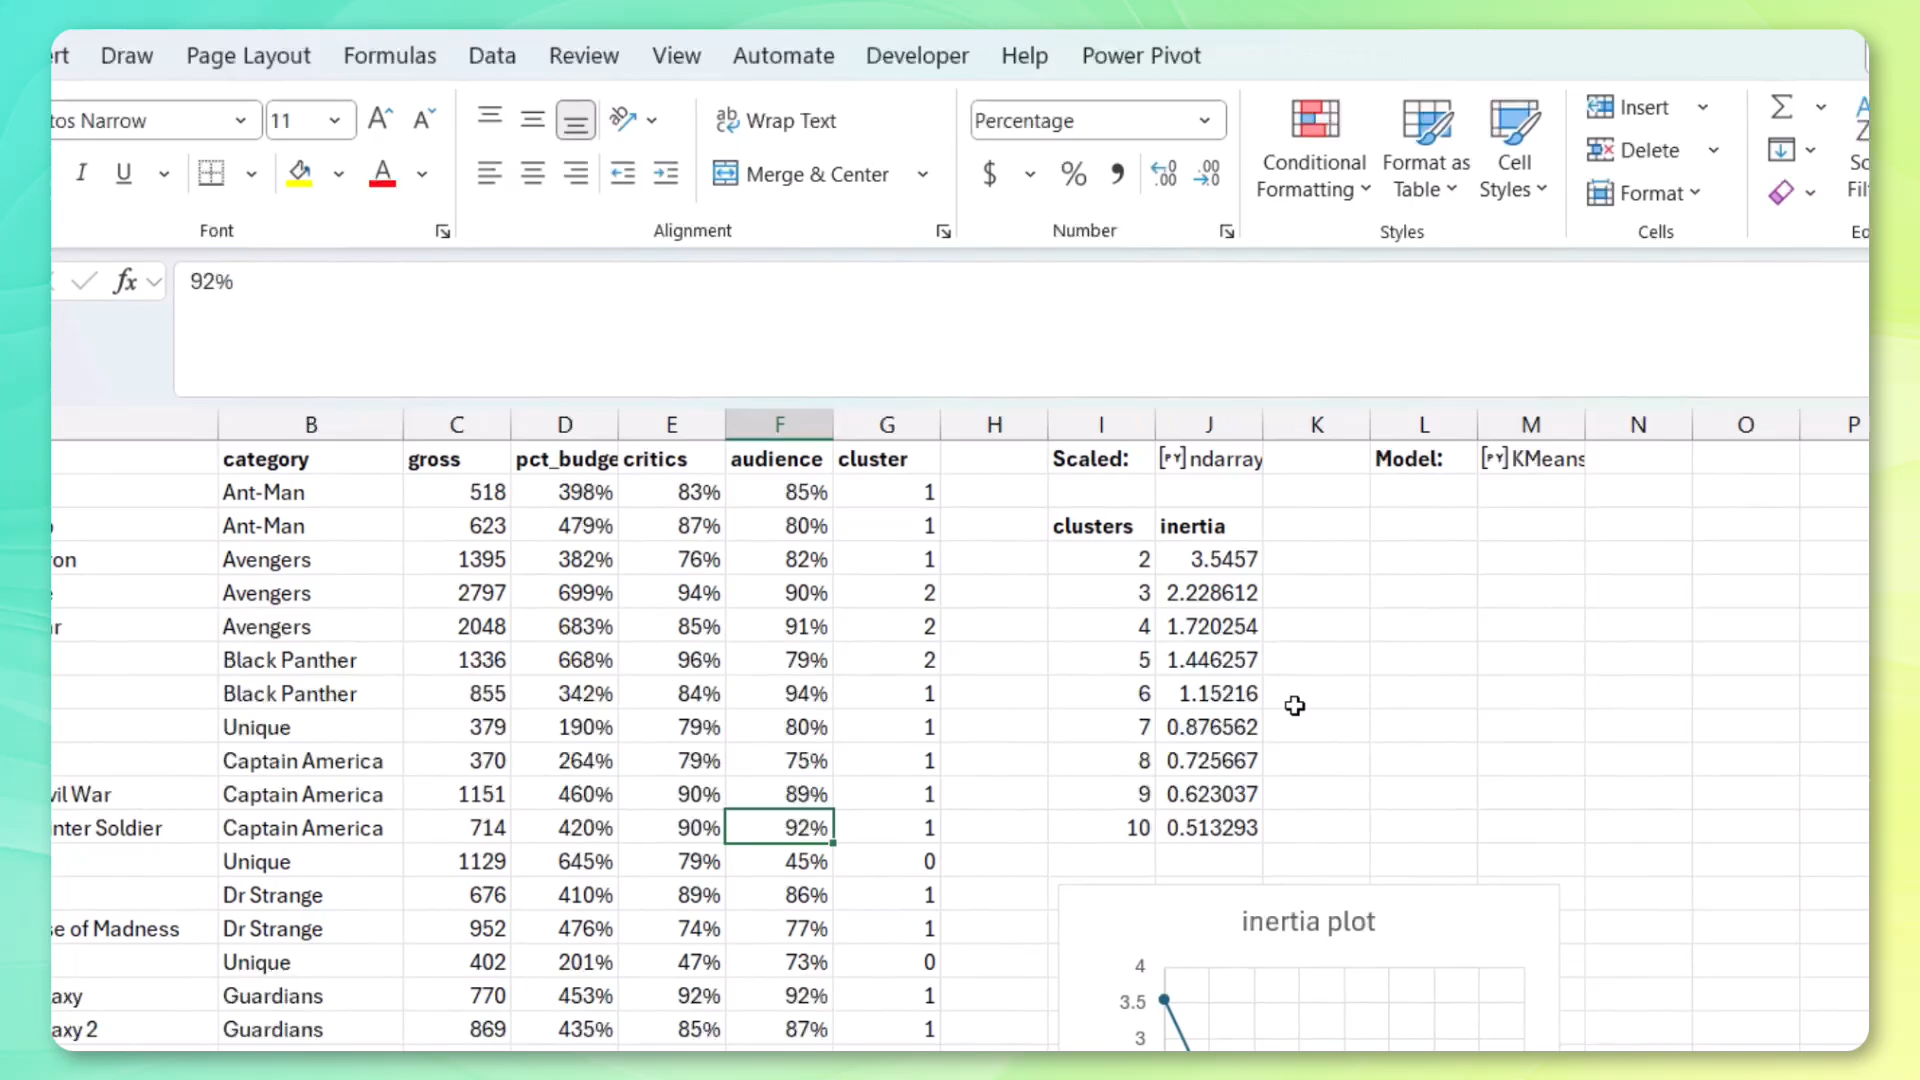 rt Draw Page Layout Formulas Data Review View Automate Developer Help Power Pivot
tos Narrow 11 A A ab Wrap Text Percentage Insert
I U A Merge & Center $ % , .00 .00 Conditional Formatting Format as Table Cell Styles Delete Format
Font Alignment Number Styles Cells
fx 92%
B C D E F G H I J K L M N O P
category gross pct_budge critics audience cluster Scaled: [PY] ndarray Model: [PY] KMeans
Ant-Man 518 398% 83% 85% 1
Ant-Man 623 479% 87% 80% 1 clusters inertia
on Avengers 1395 382% 76% 82% 1 2 3.5457
Avengers 2797 699% 94% 90% 2 3 2.228612
r Avengers 2048 683% 85% 91% 2 4 1.720254
Black Panther 1336 668% 96% 79% 2 5 1.446257
Black Panther 855 342% 84% 94% 1 6 1.15216
Unique 379 190% 79% 80% 1 7 0.876562
Captain America 370 264% 79% 75% 1 8 0.725667
vil War Captain America 1151 460% 90% 89% 1 9 0.623037
nter Soldier Captain America 714 420% 90% 92% 1 10 0.513293
Unique 1129 645% 79% 45% 0
Dr Strange 676 410% 89% 86% 1
se of Madness Dr Strange 952 476% 74% 77% 1 inertia plot
Unique 402 201% 47% 73% 0 4
axy Guardians 770 453% 92% 92% 1 3.5
axy 2 Guardians 869 435% 85% 87% 1 3